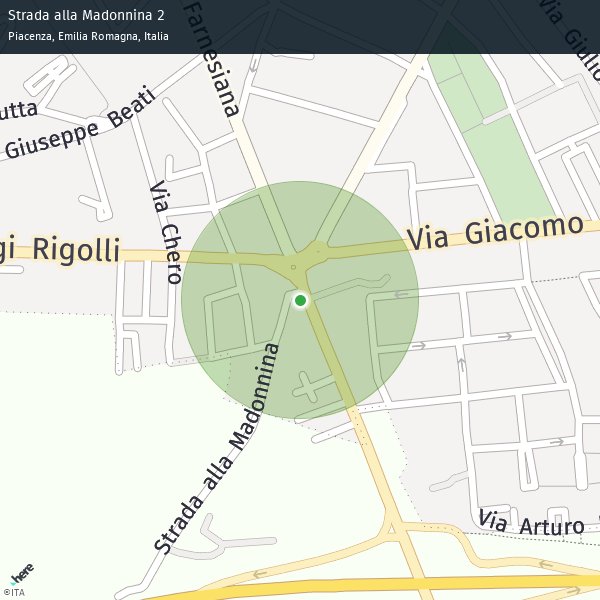 Strada alla Madonnina 2
Piacenza, Emilia Romagna, Italia
Farnesiana
Via Giulio
utta
Giuseppe Beati
Via Chero
gi Rigolli
Via Giacomo
Strada alla Madonnina
Via Arturo
here
©ITA